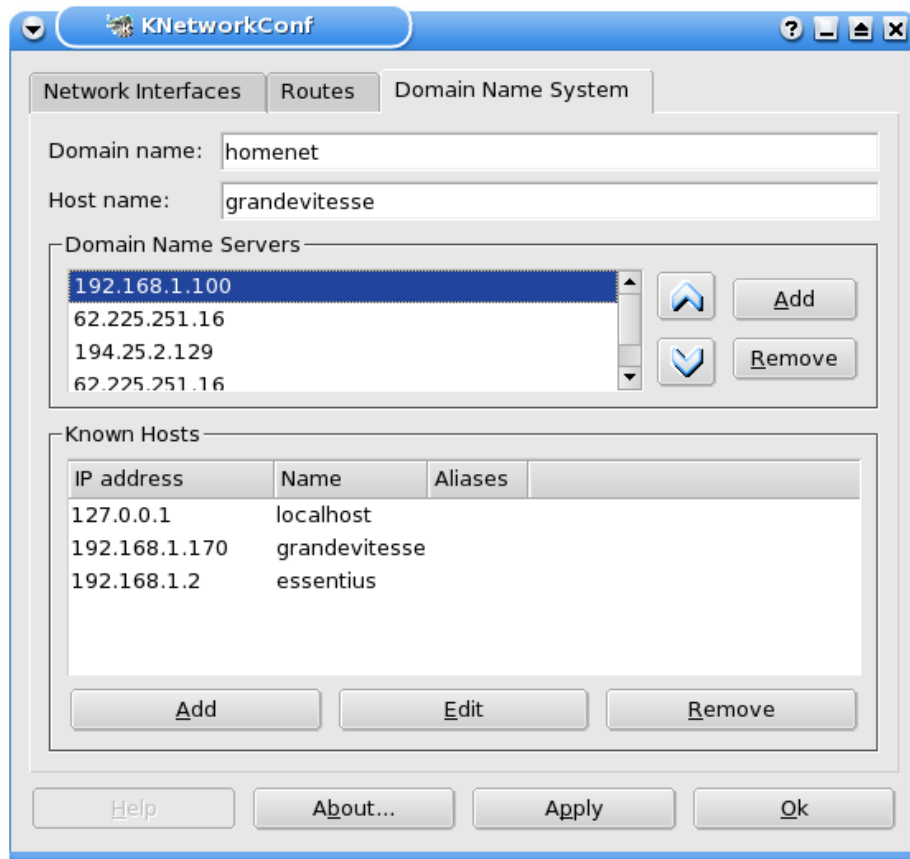 KNetworkConf
Network Interfaces Routes Domain Name System
Domain name: homenet
Host name: grandevitesse
Domain Name Servers
192.168.1.100
62.225.251.16
194.25.2.129
62.225.251.16
Add
Remove
Known Hosts
IP address Name Aliases
127.0.0.1 localhost
192.168.1.170 grandevitesse
192.168.1.2 essentius
Add Edit Remove
Help About... Apply Ok